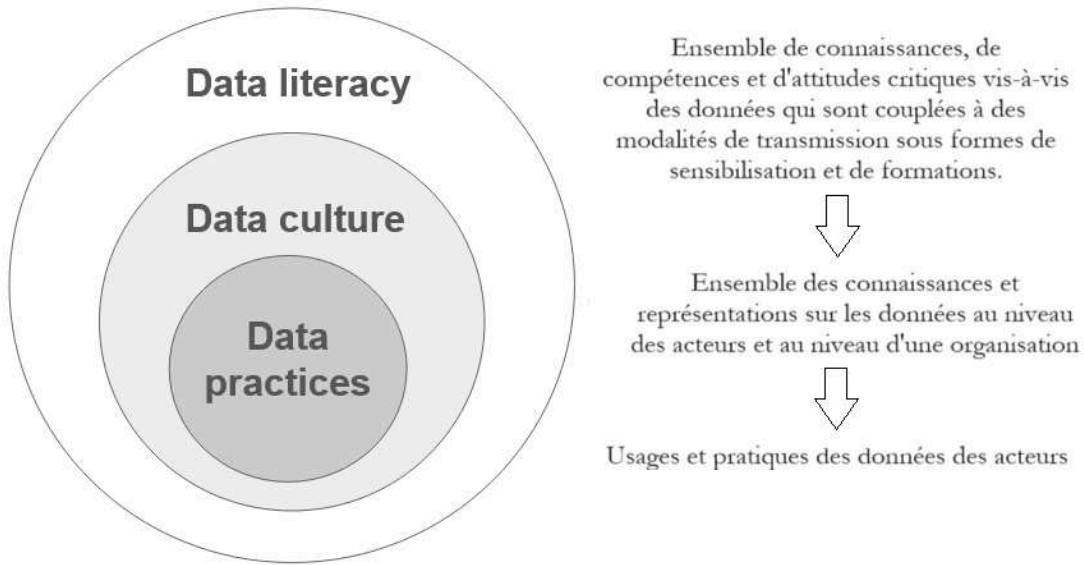 Data literacy
Data culture
Data
practices
Ensemble de connaissances, de
compétences et d'attitudes critiques vis-à-vis
des données qui sont couplées à des
modalités de transmission sous formes de
sensibilisation et de formations.
Ensemble des connaissances et
représentations sur les données au niveau
des acteurs et au niveau d'une organisation
Usages et pratiques des données des acteurs